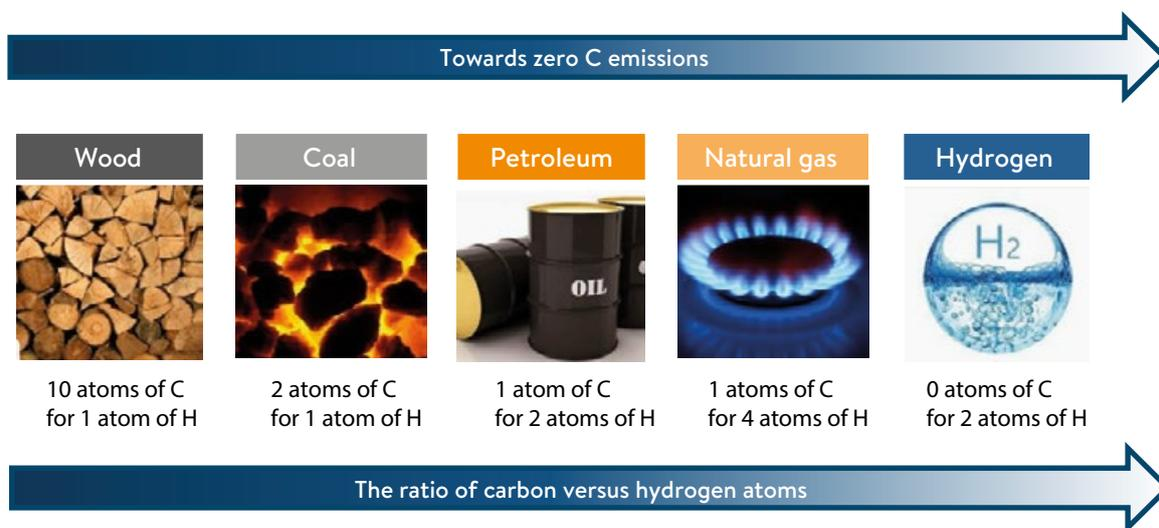 Towards zero C emissions
Wood
Coal
Petroleum
Natural gas
Hydrogen
OIL
H2
10 atoms of C
for 1 atom of H
2 atoms of C
for 1 atom of H
1 atom of C
for 2 atoms of H
1 atoms of C
for 4 atoms of H
0 atoms of C
for 2 atoms of H
The ratio of carbon versus hydrogen atoms